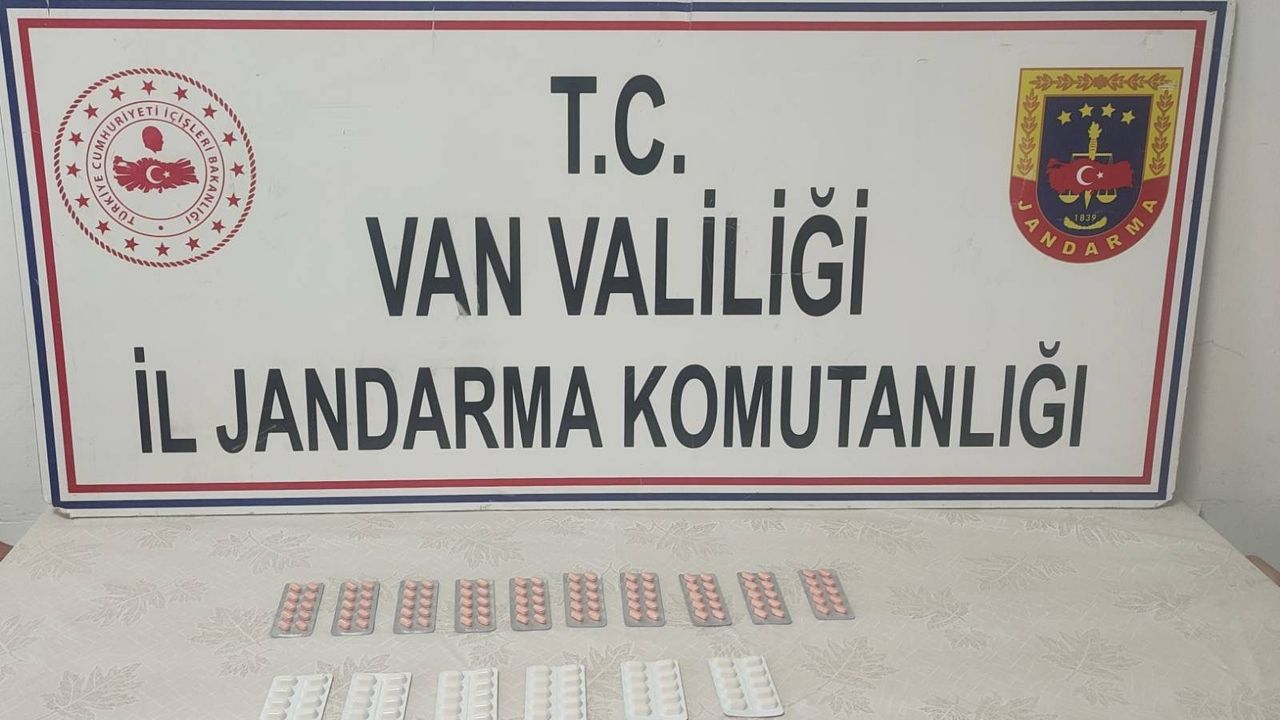 T.C.
VAN VALİLİĞİ
İL JANDARMA KOMUTANLIĞI
TÜRKİYE CUMHURİYETİ İÇİŞLERİ BAKANLIĞI
1839
JANDARMA